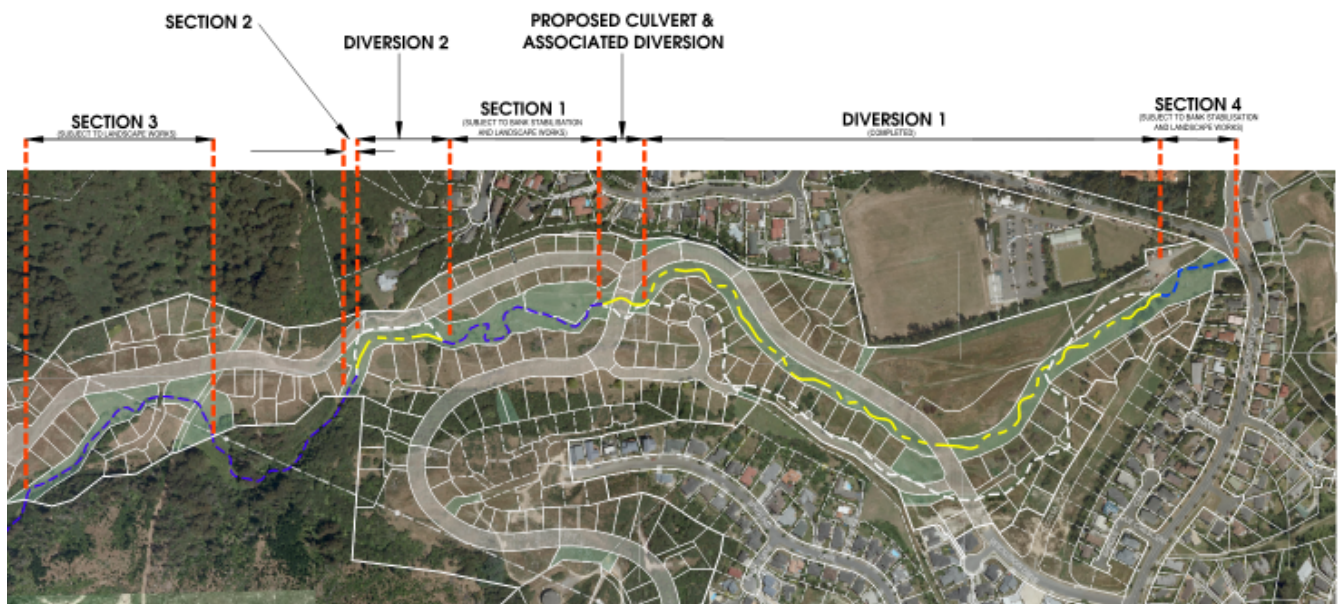 SECTION 2
DIVERSION 2
PROPOSED CULVERT &
ASSOCIATED DIVERSION
SECTION 3
(SUBJECT TO LANDSCAPE WORKS)
SECTION 1
(SUBJECT TO BANK STABILISATION
AND LANDSCAPE WORKS)
DIVERSION 1
(COMPLETED)
SECTION 4
(SUBJECT TO BANK STABILISATION
AND LANDSCAPE WORKS)